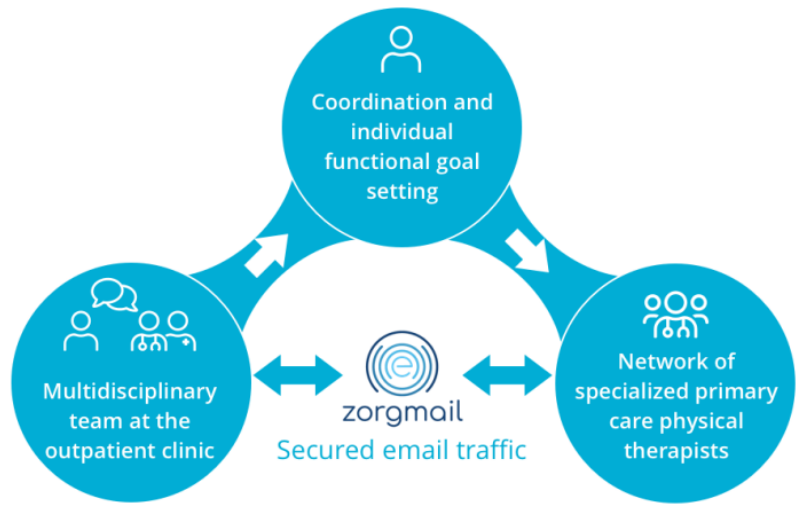 Coordination and
individual
functional goal
setting
Multidisciplinary
team at the
outpatient clinic
zorgmail
Secured email traffic
Network of
specialized primary
care physical
therapists